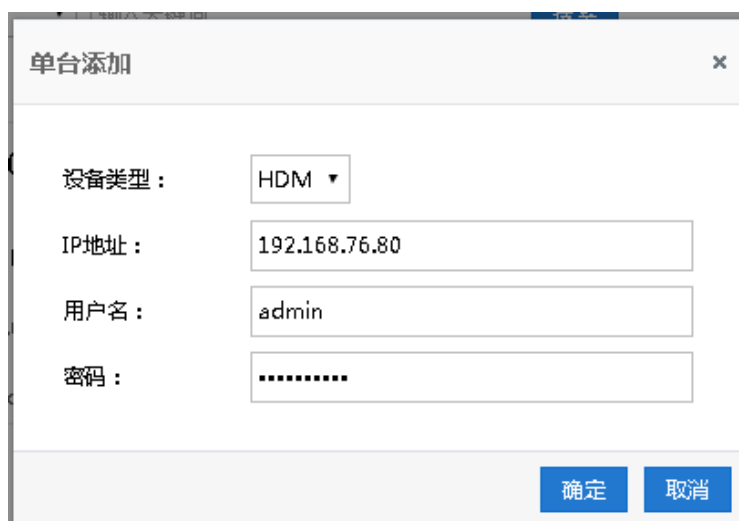 单台添加 ×
设备类型： HDM
IP地址： 192.168.76.80
用户名： admin
密码： ••••••••••
确定 取消